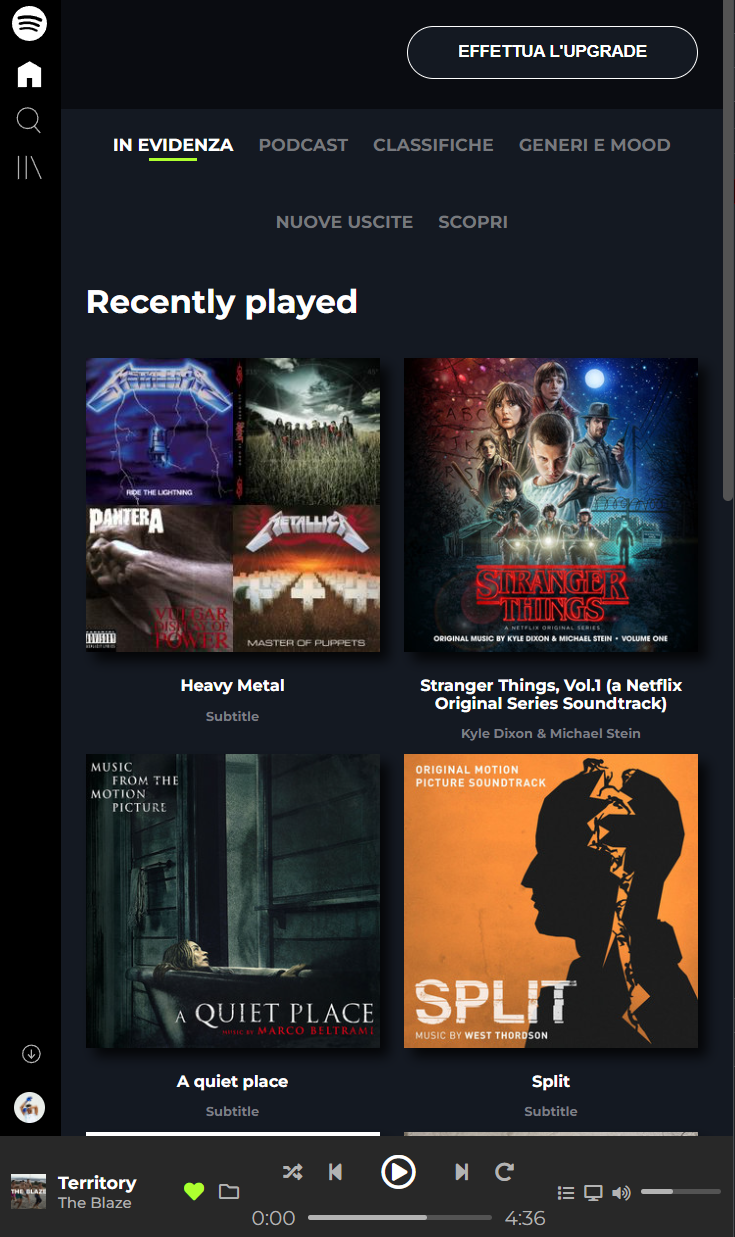 EFFETTUA L'UPGRADE
IN EVIDENZA PODCAST CLASSIFICHE GENERI E MOOD
NUOVE USCITE SCOPRI
Recently played
METALLICA
RIDE THE LIGHTNING
PANTERA
VULGAR
DISPLAY OF
POWER
METALLICA
MASTER OF PUPPETS
Heavy Metal
Subtitle
ABC
STRANGER
THINGS
A NETFLIX ORIGINAL SERIES
ORIGINAL MUSIC BY KYLE DIXON & MICHAEL STEIN • VOLUME ONE
Stranger Things, Vol.1 (a Netflix
Original Series Soundtrack)
Kyle Dixon & Michael Stein
MUSIC
FROM THE
MOTION
PICTURE
A QUIET PLACE
MUSIC BY MARCO BELTRAMI
A quiet place
Subtitle
ORIGINAL MOTION
PICTURE SOUNDTRACK
SPLIT
MUSIC BY WEST THORDSON
Split
Subtitle
THE BLAZE
Territory
The Blaze
0:00
4:36